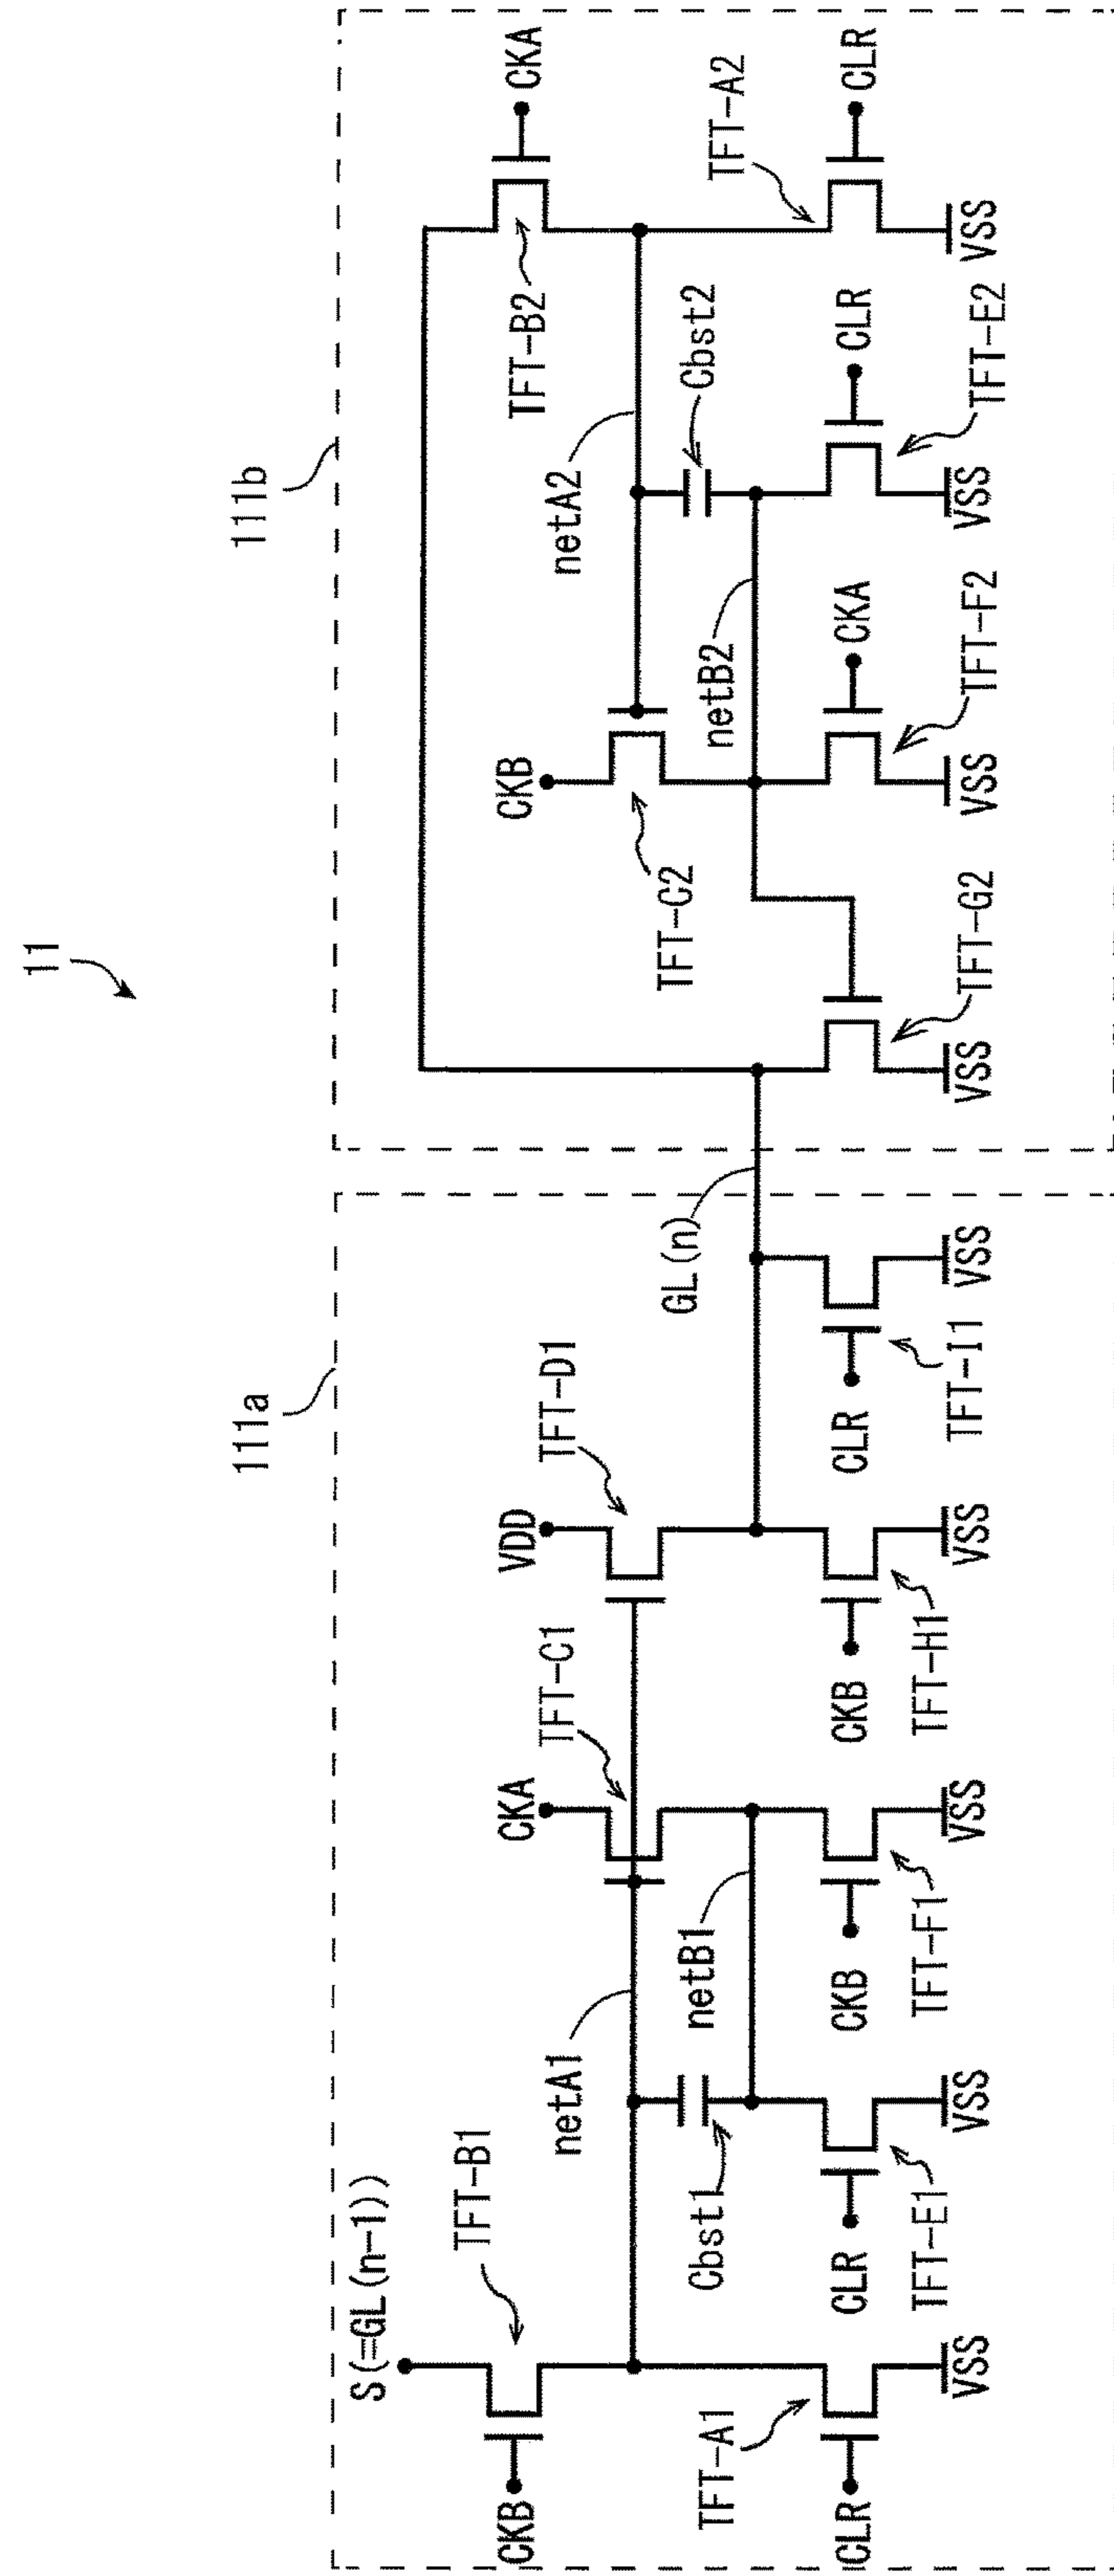 11
111a
111b
S(=GL(n-1))
CKB
TFT-B1
netA1
CKA
TFT-C1
VDD
TFT-D1
TFT-A1
CLR
VSS
Cbst1
CLR
TFT-E1
VSS
netB1
CKB
TFT-F1
VSS
CKB
TFT-H1
VSS
CLR
TFT-I1
VSS
GL(n)
TFT-G2
VSS
CKB
TFT-C2
netB2
CKA
TFT-F2
VSS
netA2
Cbst2
CLR
TFT-E2
VSS
TFT-B2
CKA
TFT-A2
CLR
VSS